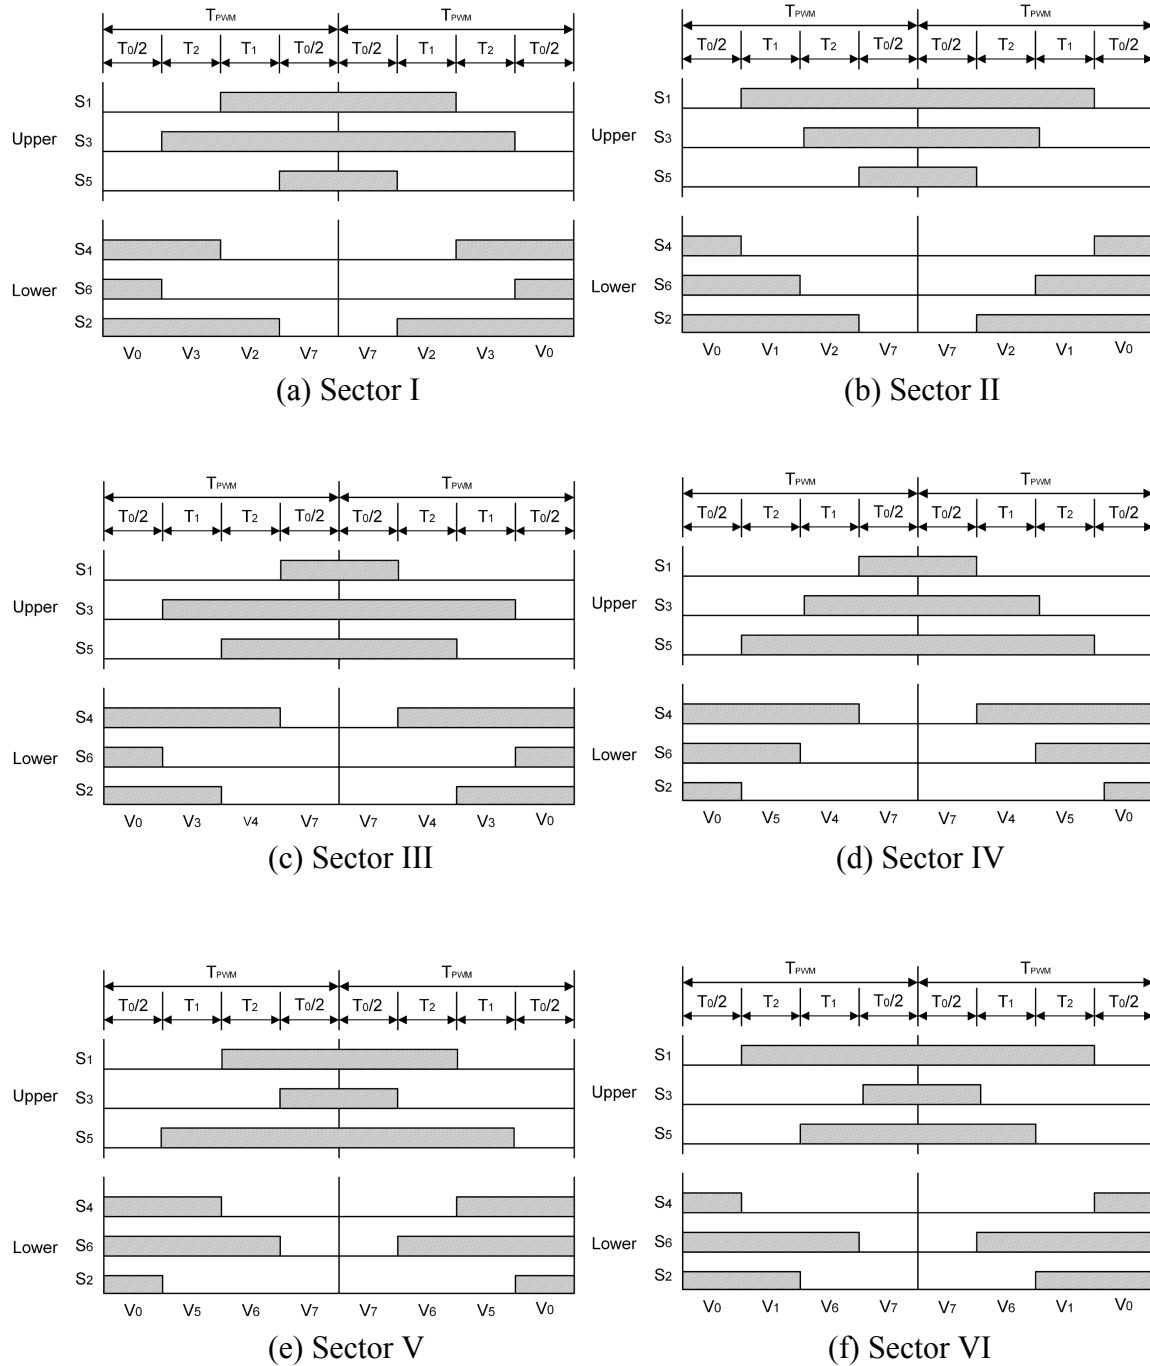 TPWM TPWM
T0/2 T2 T1 T0/2 T0/2 T1 T2 T0/2
S1
Upper S3
S5
S4
Lower S6
S2
V0 V3 V2 V7 V7 V2 V3 V0
(a) Sector I
TPWM TPWM
T0/2 T1 T2 T0/2 T0/2 T2 T1 T0/2
S1
Upper S3
S5
S4
Lower S6
S2
V0 V1 V2 V7 V7 V2 V1 V0
(b) Sector II
TPWM TPWM
T0/2 T1 T2 T0/2 T0/2 T2 T1 T0/2
S1
Upper S3
S5
S4
Lower S6
S2
V0 V3 V4 V7 V7 V4 V3 V0
(c) Sector III
TPWM TPWM
T0/2 T2 T1 T0/2 T0/2 T1 T2 T0/2
S1
Upper S3
S5
S4
Lower S6
S2
V0 V5 V4 V7 V7 V4 V5 V0
(d) Sector IV
TPWM TPWM
T0/2 T1 T2 T0/2 T0/2 T2 T1 T0/2
S1
Upper S3
S5
S4
Lower S6
S2
V0 V5 V6 V7 V7 V6 V5 V0
(e) Sector V
TPWM TPWM
T0/2 T2 T1 T0/2 T0/2 T1 T2 T0/2
S1
Upper S3
S5
S4
Lower S6
S2
V0 V1 V6 V7 V7 V6 V1 V0
(f) Sector VI